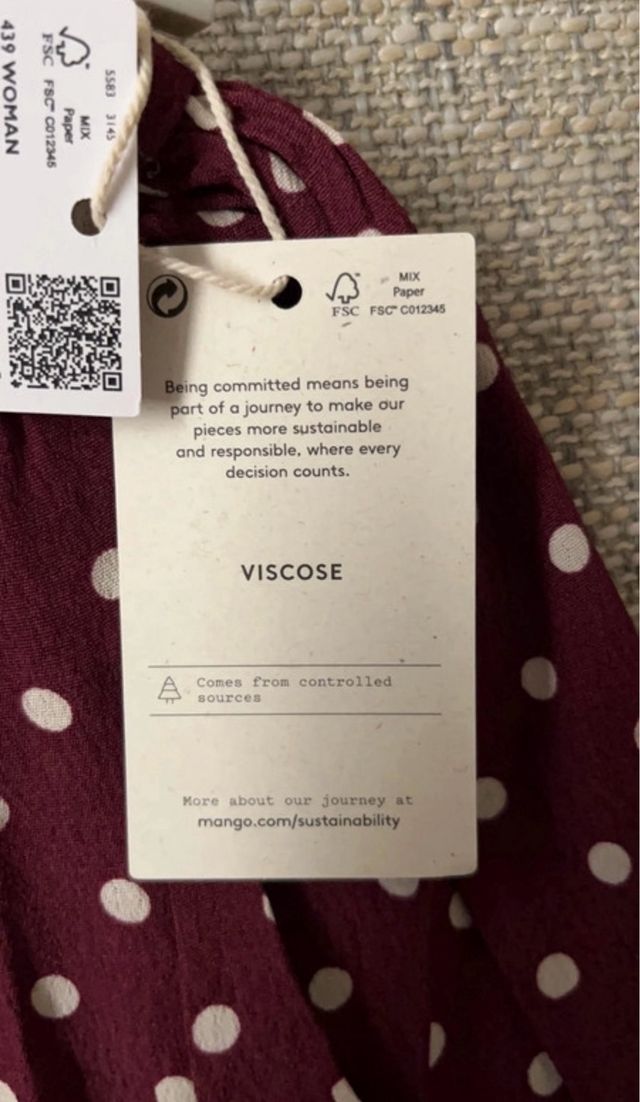 439 WOMAN
FSC
FSC™ C012345
MIX
Paper
5583 3145
FSC
MIX
Paper
FSC™ C012345
Being committed means being
part of a journey to make our
pieces more sustainable
and responsible, where every
decision counts.
VISCOSE
Comes from controlled
sources
More about our journey at
mango.com/sustainability